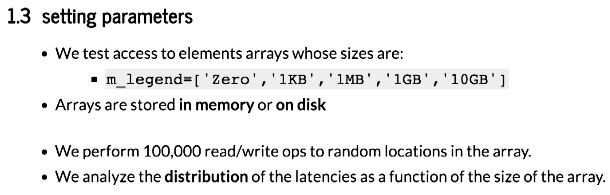 1.3 setting parameters
• We test access to elements arrays whose sizes are:
▪ m_legend=['Zero','1KB','1MB','1GB','10GB']
• Arrays are stored in memory or on disk
• We perform 100,000 read/write ops to random locations in the array.
• We analyze the distribution of the latencies as a function of the size of the array.